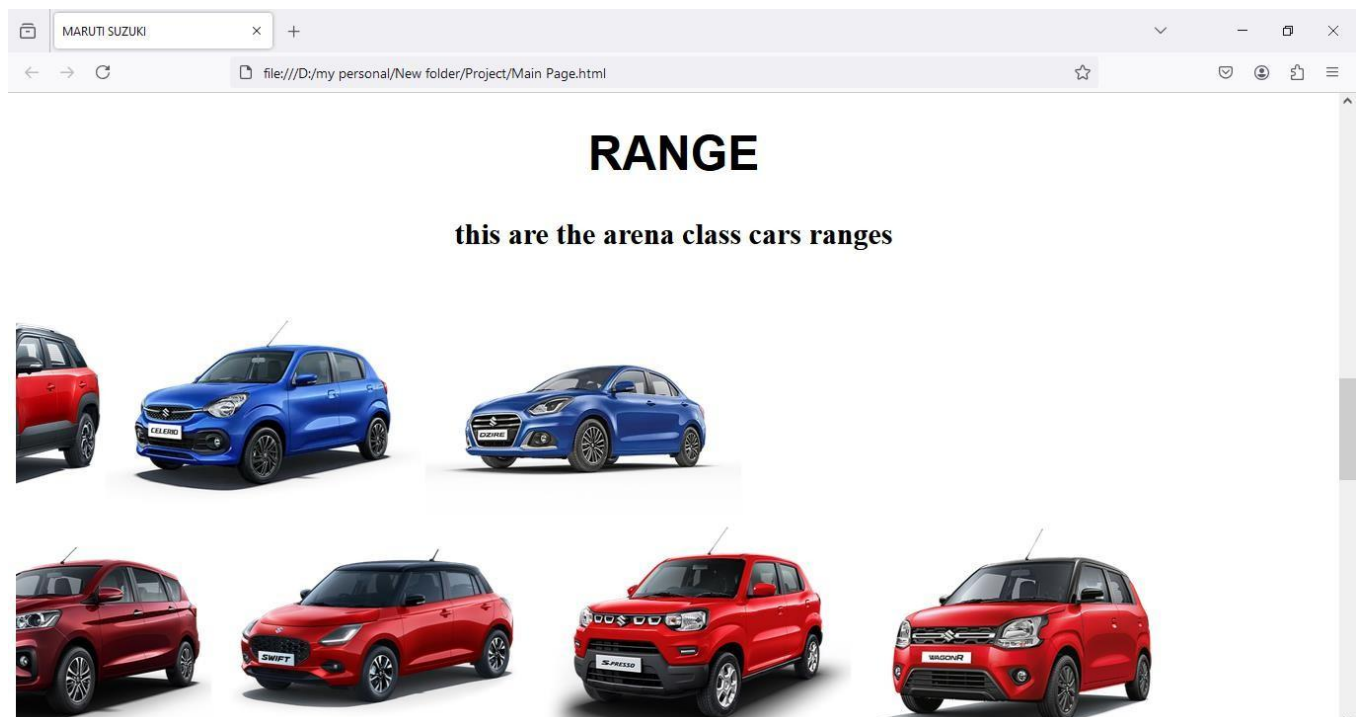 MARUTI SUZUKI
file:///D:/my personal/New folder/Project/Main Page.html
RANGE
this are the arena class cars ranges
CELERIO
DZIRE
SWIFT
S-PRESSO
WAGONR